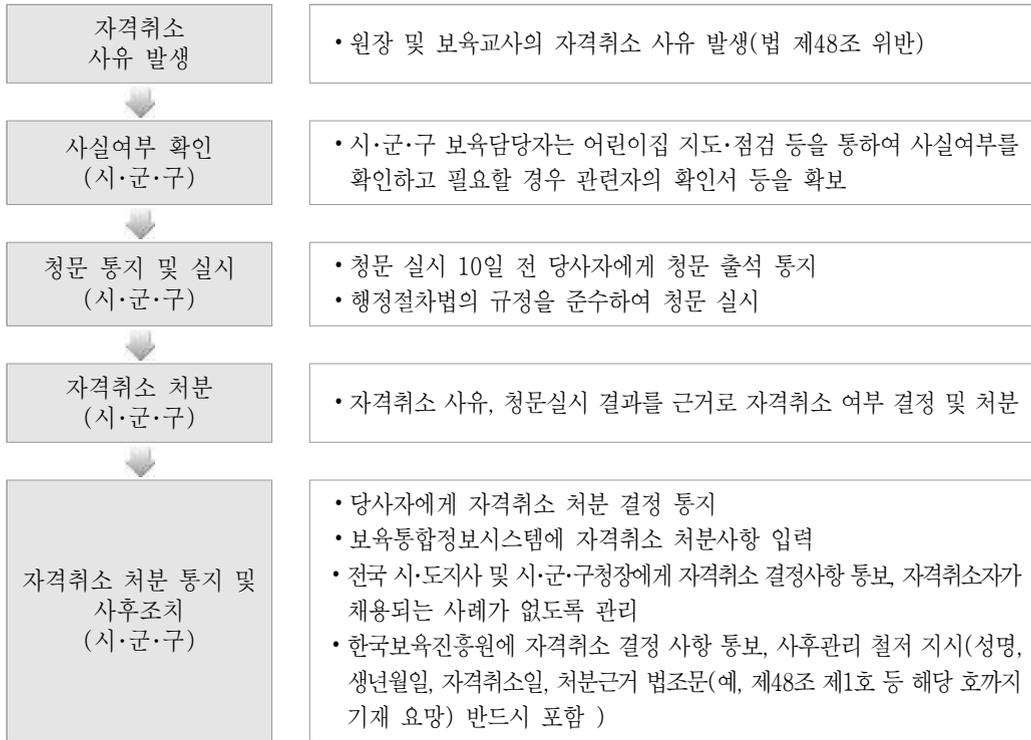 자격취소
사유 발생
• 원장 및 보육교사의 자격취소 사유 발생(법 제48조 위반)
사실여부 확인
(시·군·구)
• 시·군·구 보육담당자는 어린이집 지도·점검 등을 통하여 사실여부를
확인하고 필요할 경우 관련자의 확인서 등을 확보
청문 통지 및 실시
(시·군·구)
• 청문 실시 10일 전 당사자에게 청문 출석 통지
• 행정절차법의 규정을 준수하여 청문 실시
자격취소 처분
(시·군·구)
• 자격취소 사유, 청문실시 결과를 근거로 자격취소 여부 결정 및 처분
자격취소 처분 통지 및
사후조치
(시·군·구)
• 당사자에게 자격취소 처분 결정 통지
• 보육통합정보시스템에 자격취소 처분사항 입력
• 전국 시·도지사 및 시·군·구청장에게 자격취소 결정사항 통보, 자격취소자가
채용되는 사례가 없도록 관리
• 한국보육진흥원에 자격취소 결정 사항 통보, 사후관리 철저 지시(성명,
생년월일, 자격취소일, 처분근거 법조문(예, 제48조 제1호 등 해당 호까지
기재 요망) 반드시 포함 )